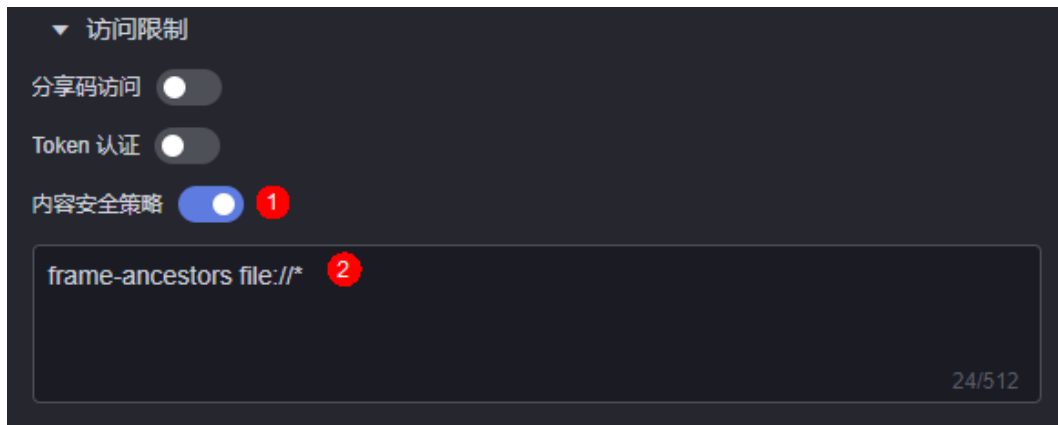 访问限制
分享码访问
Token 认证
内容安全策略 1
frame-ancestors file://* 2
24/512